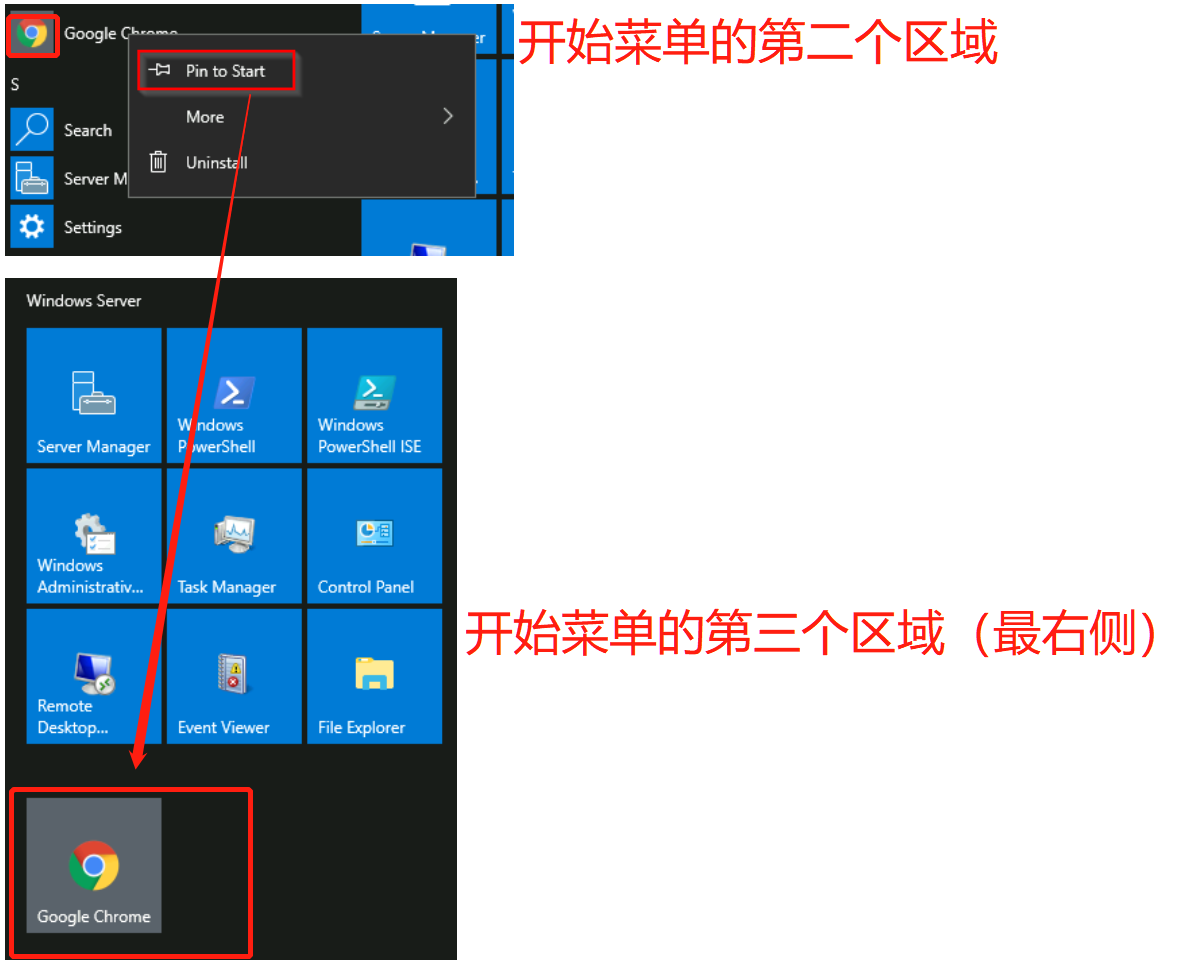 Google Chrome
开始菜单的第二个区域
Pin to Start
S
More
Search
Uninstall
Server M
Settings
Windows Server
Server Manager
Windows
PowerShell
Windows
PowerShell ISE
Windows
Administrativ...
Task Manager
Control Panel
开始菜单的第三个区域（最右侧）
Remote
Desktop...
Event Viewer
File Explorer
Google Chrome